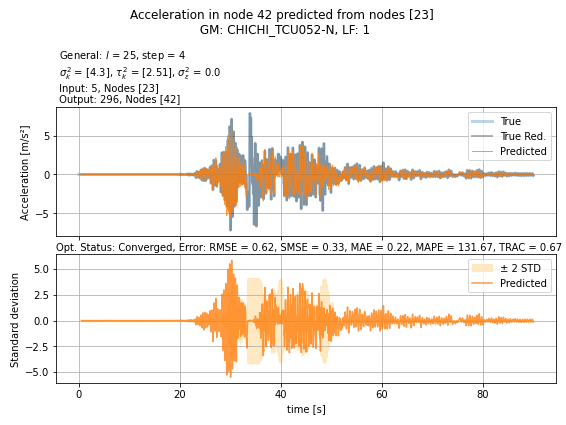 Acceleration in node 42 predicted from nodes [23]
GM: CHICHI_TCU052-N, LF: 1
General: l = 25, step = 4
σ²ₖ = [4.3], τ²ₖ = [2.51], σ²_ε = 0.0
Input: 5, Nodes [23]
Output: 296, Nodes [42]
Acceleration [m/s²]
5
0
−5
True
True Red.
Predicted
Opt. Status: Converged, Error: RMSE = 0.62, SMSE = 0.33, MAE = 0.22, MAPE = 131.67, TRAC = 0.67
Standard deviation
5.0
2.5
0.0
−2.5
−5.0
± 2 STD
Predicted
0 20 40 60 80
time [s]